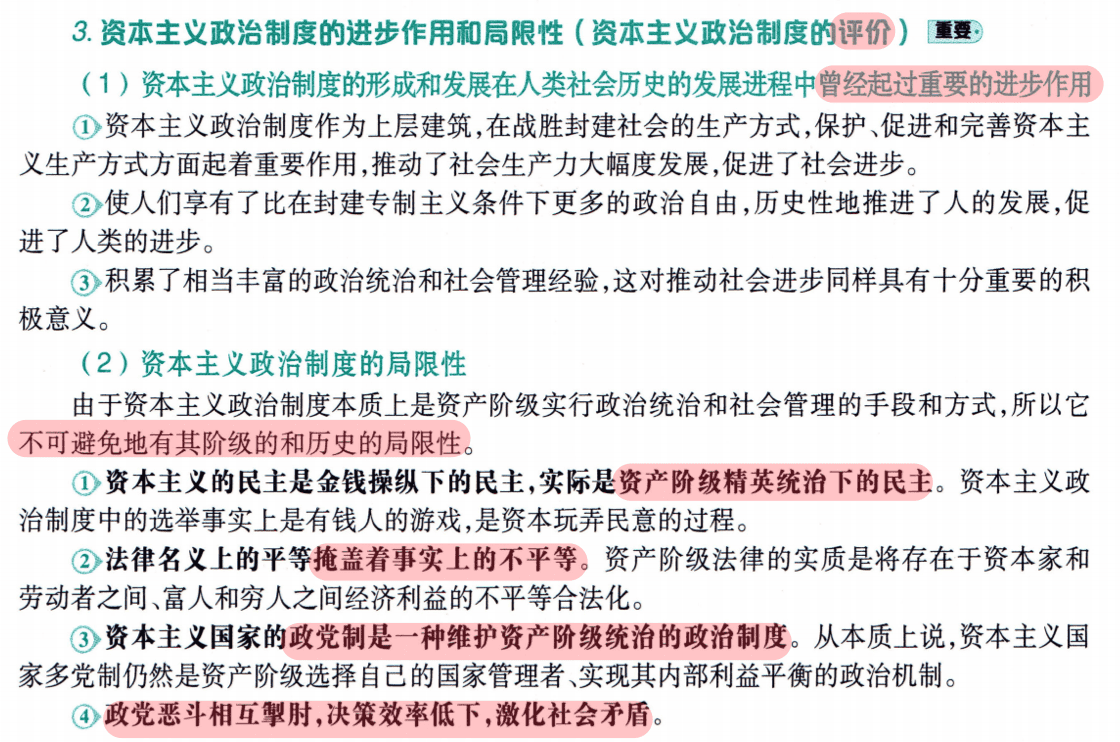 3. 资本主义政治制度的进步作用和局限性（资本主义政治制度的评价） 重要
（1）资本主义政治制度的形成和发展在人类社会历史的发展进程中曾经起过重要的进步作用
①资本主义政治制度作为上层建筑，在战胜封建社会的生产方式，保护、促进和完善资本主
义生产方式方面起着重要作用，推动了社会生产力大幅度发展，促进了社会进步。
②使人们享有了比在封建专制主义条件下更多的政治自由，历史性地推进了人的发展，促
进了人类的进步。
③积累了相当丰富的政治统治和社会管理经验，这对推动社会进步同样具有十分重要的积
极意义。
（2）资本主义政治制度的局限性
由于资本主义政治制度本质上是资产阶级实行政治统治和社会管理的手段和方式，所以它
不可避免地有其阶级的和历史的局限性。
①资本主义的民主是金钱操纵下的民主，实际是资产阶级精英统治下的民主。资本主义政
治制度中的选举事实上是有钱人的游戏，是资本玩弄民意的过程。
②法律名义上的平等掩盖着事实上的不平等。资产阶级法律的实质是将存在于资本家和
劳动者之间、富人和穷人之间经济利益的不平等合法化。
③资本主义国家的政党制是一种维护资产阶级统治的政治制度。从本质上说，资本主义国
家多党制仍然是资产阶级选择自己的国家管理者、实现其内部利益平衡的政治机制。
④政党恶斗相互掣肘，决策效率低下，激化社会矛盾。